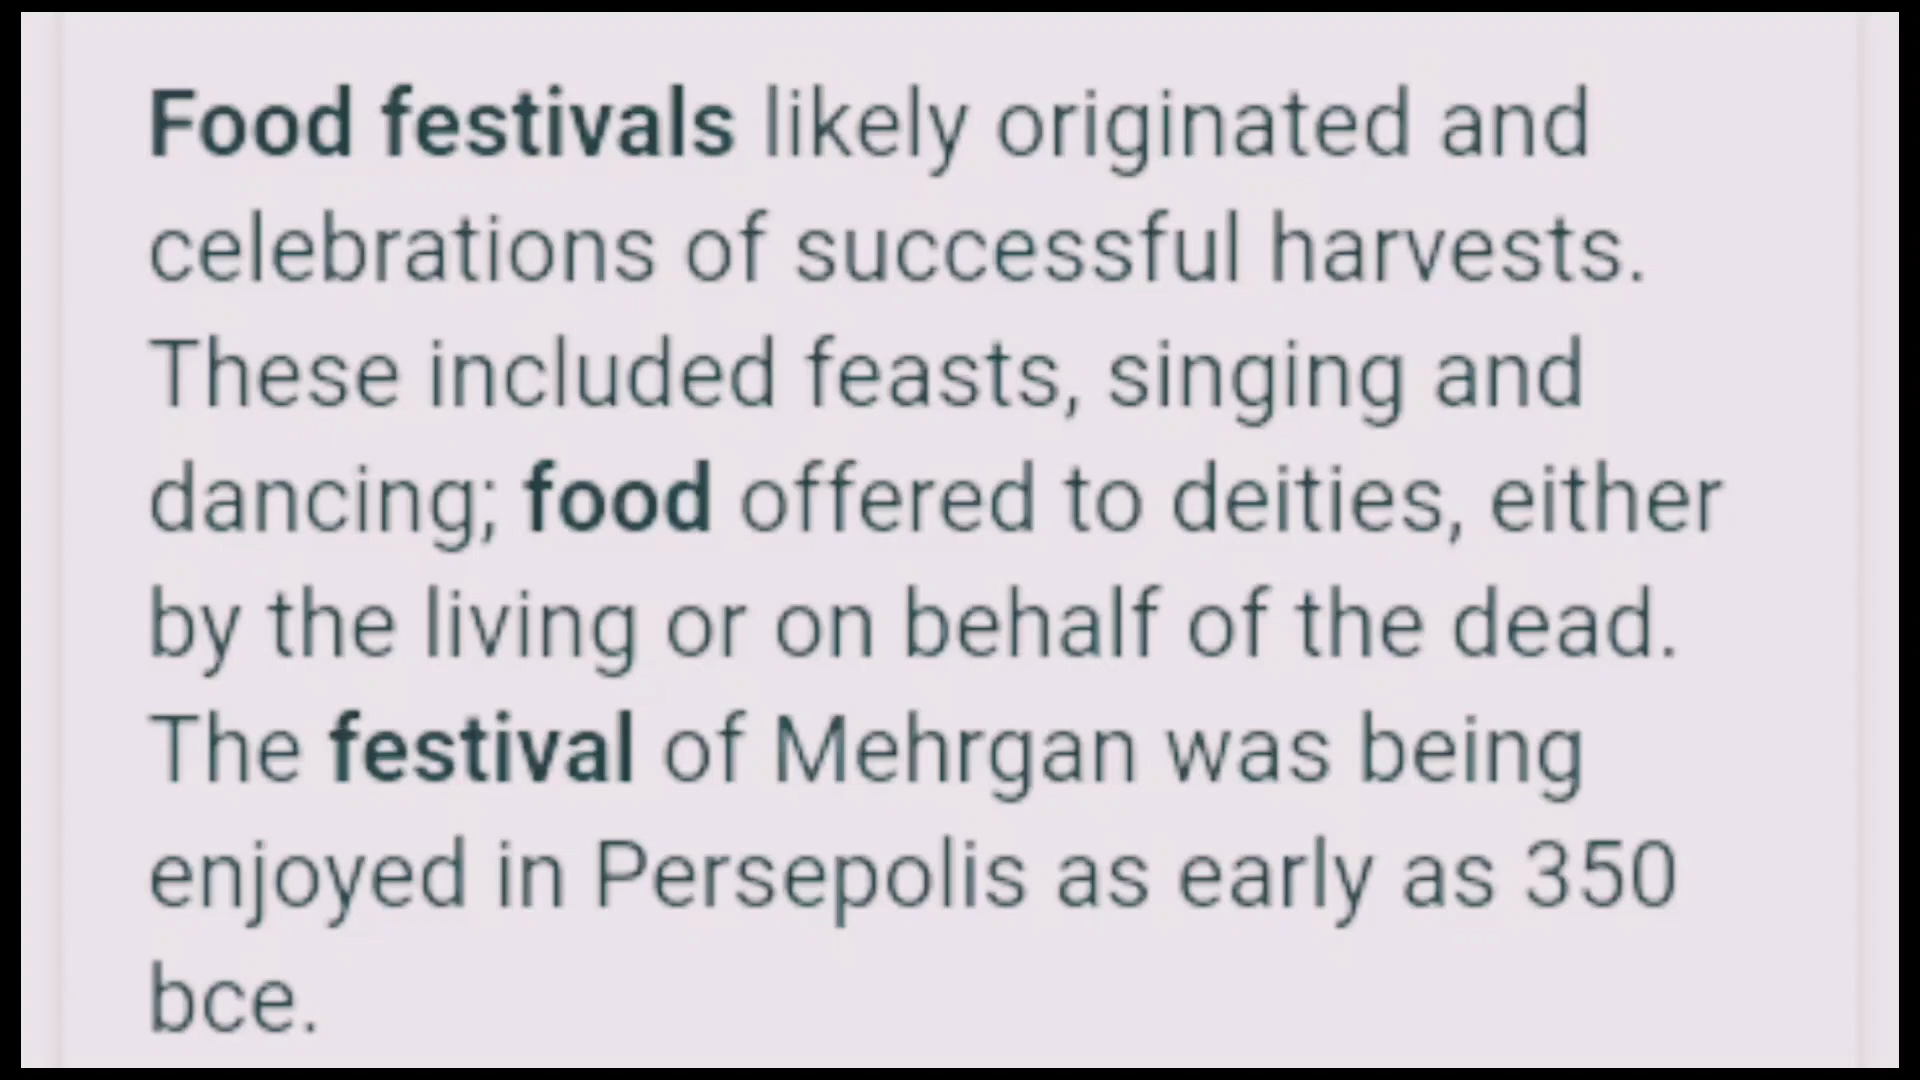 Food festivals likely originated and
celebrations of successful harvests.
These included feasts, singing and
dancing; food offered to deities, either
by the living or on behalf of the dead.
The festival of Mehrgan was being
enjoyed in Persepolis as early as 350
bce.